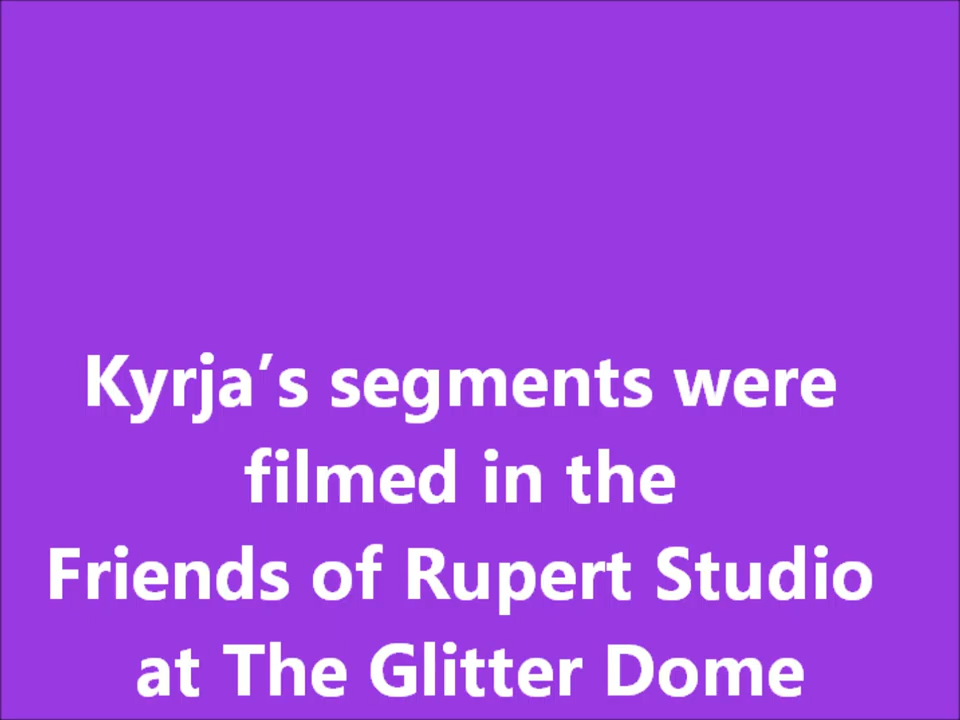 Kyrja’s segments were
filmed in the
Friends of Rupert Studio
at The Glitter Dome